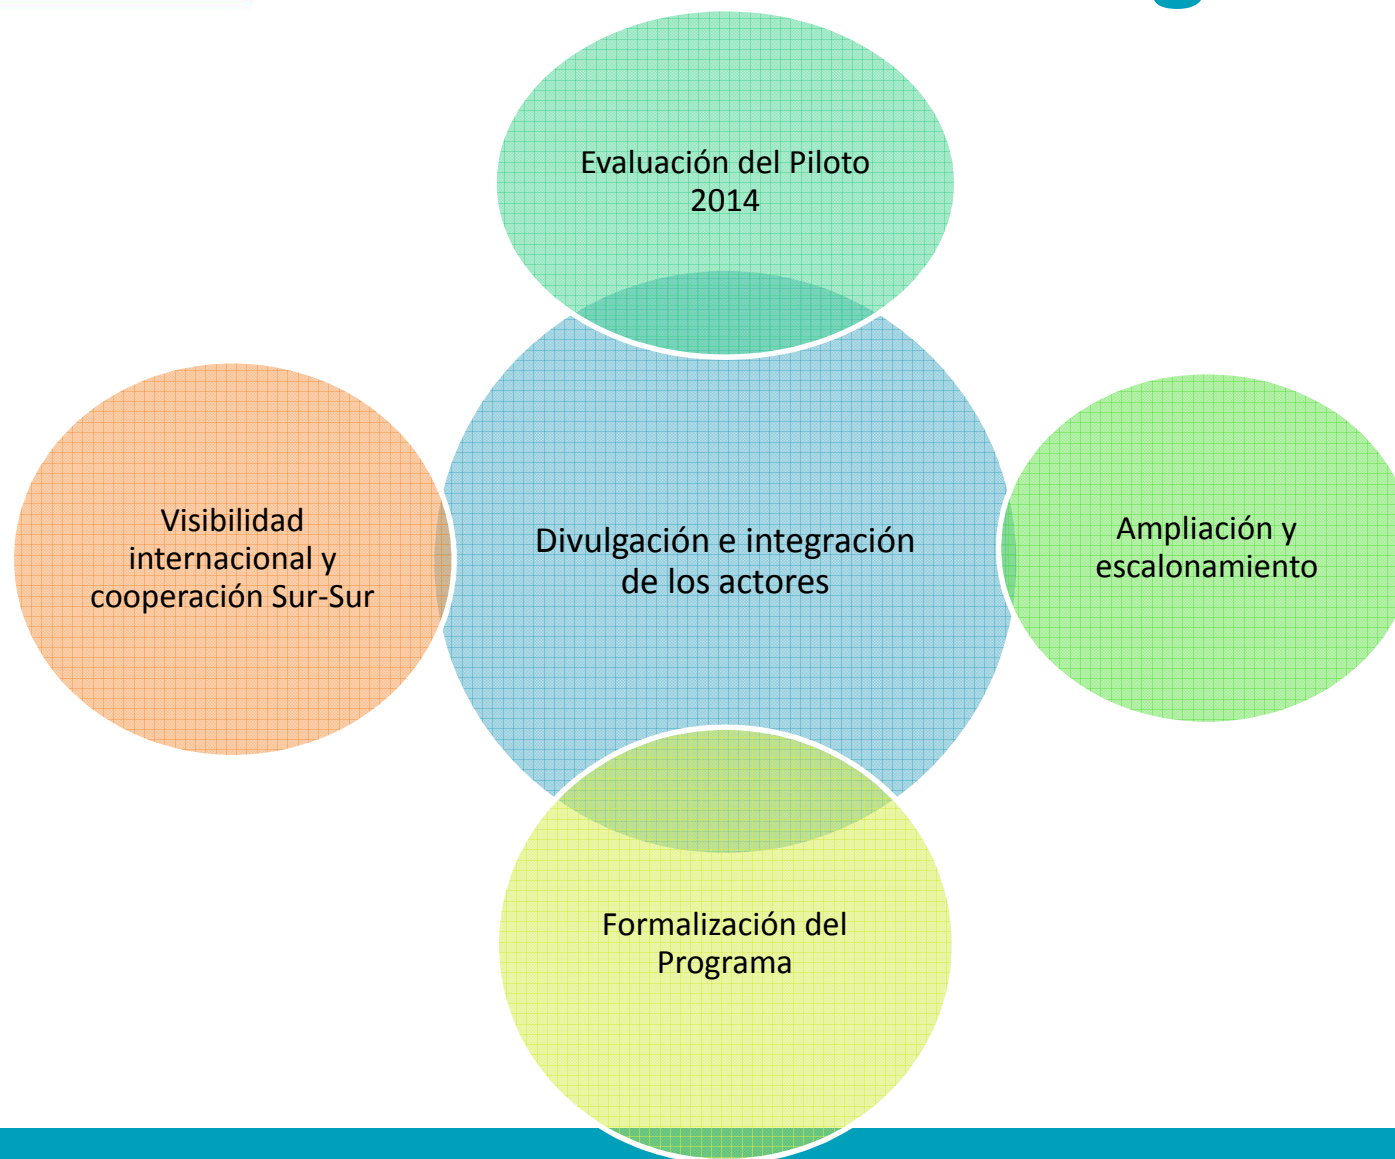 Evaluación del Piloto
2014
Visibilidad
internacional y
cooperación Sur-Sur
Divulgación e integración
de los actores
Ampliación y
escalonamiento
Formalización del
Programa